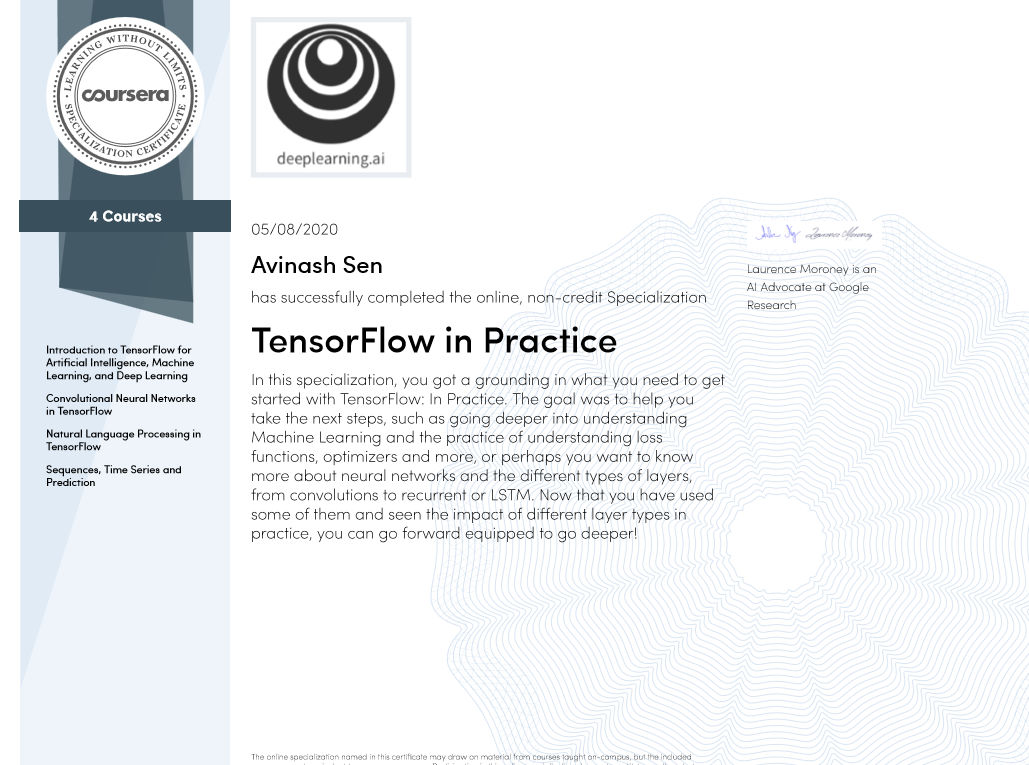 LEARNING WITHOUT LIMITS
coursera
SPECIALIZATION CERTIFICATE
4 Courses
Introduction to TensorFlow for
Artificial Intelligence, Machine
Learning, and Deep Learning
Convolutional Neural Networks
in TensorFlow
Natural Language Processing in
TensorFlow
Sequences, Time Series and
Prediction
deeplearning.ai
05/08/2020
Avinash Sen
has successfully completed the online, non-credit Specialization
TensorFlow in Practice
In this specialization, you got a grounding in what you need to get
started with TensorFlow: In Practice. The goal was to help you
take the next steps, such as going deeper into understanding
Machine Learning and the practice of understanding loss
functions, optimizers and more, or perhaps you want to know
more about neural networks and the different types of layers,
from convolutions to recurrent or LSTM. Now that you have used
some of them and seen the impact of different layer types in
practice, you can go forward equipped to go deeper!
Laurence Moroney
Laurence Moroney is an
AI Advocate at Google
Research
The online specialization named in this certificate may draw on material from courses taught on-campus, but the included